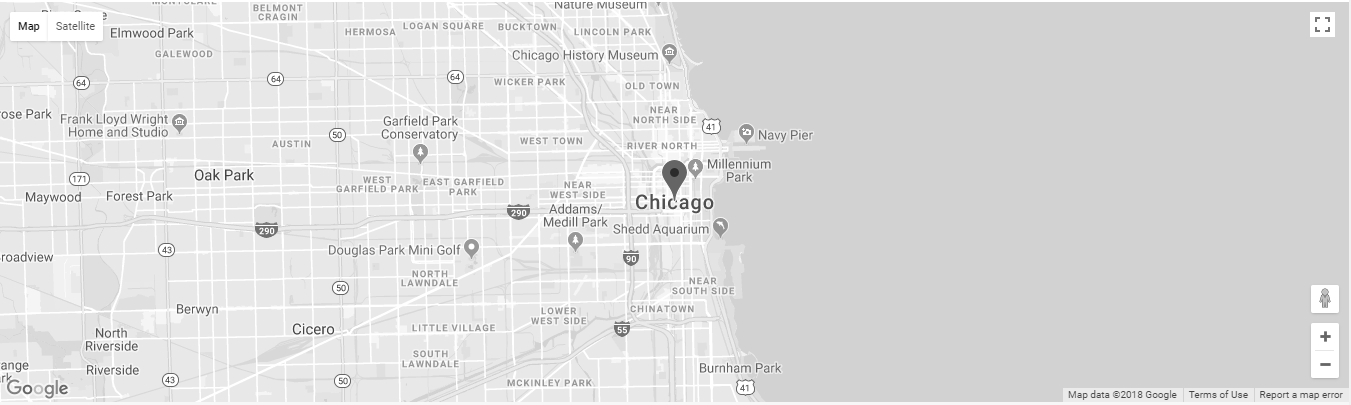 Nature Museum
BELMONT
CRAGIN
Map
Satellite
Elmwood Park
HERMOSA
LOGAN SQUARE
BUCKTOWN
LINCOLN PARK
GALEWOOD
Chicago History Museum
64
64
64
WICKER PARK
OLD TOWN
rose Park
Frank Lloyd Wright
Home and Studio
Garfield Park
Conservatory
NEAR
NORTH SIDE
41
50
Navy Pier
AUSTIN
WEST TOWN
RIVER NORTH
Millennium
Park
171
Oak Park
WEST
GARFIELD PARK
EAST GARFIELD
PARK
NEAR
WEST SIDE
Maywood
Forest Park
Chicago
290
290
Addams/
Medill Park
Shedd Aquarium
Broadview
43
Douglas Park Mini Golf
90
NORTH
LAWNDALE
NEAR
SOUTH SIDE
50
Berwyn
LOWER
WEST SIDE
CHINATOWN
Cicero
LITTLE VILLAGE
55
North
Riverside
SOUTH
LAWNDALE
Riverside
Burnham Park
43
50
MCKINLEY PARK
41
Google
Map data ©2018 Google
Terms of Use
Report a map error